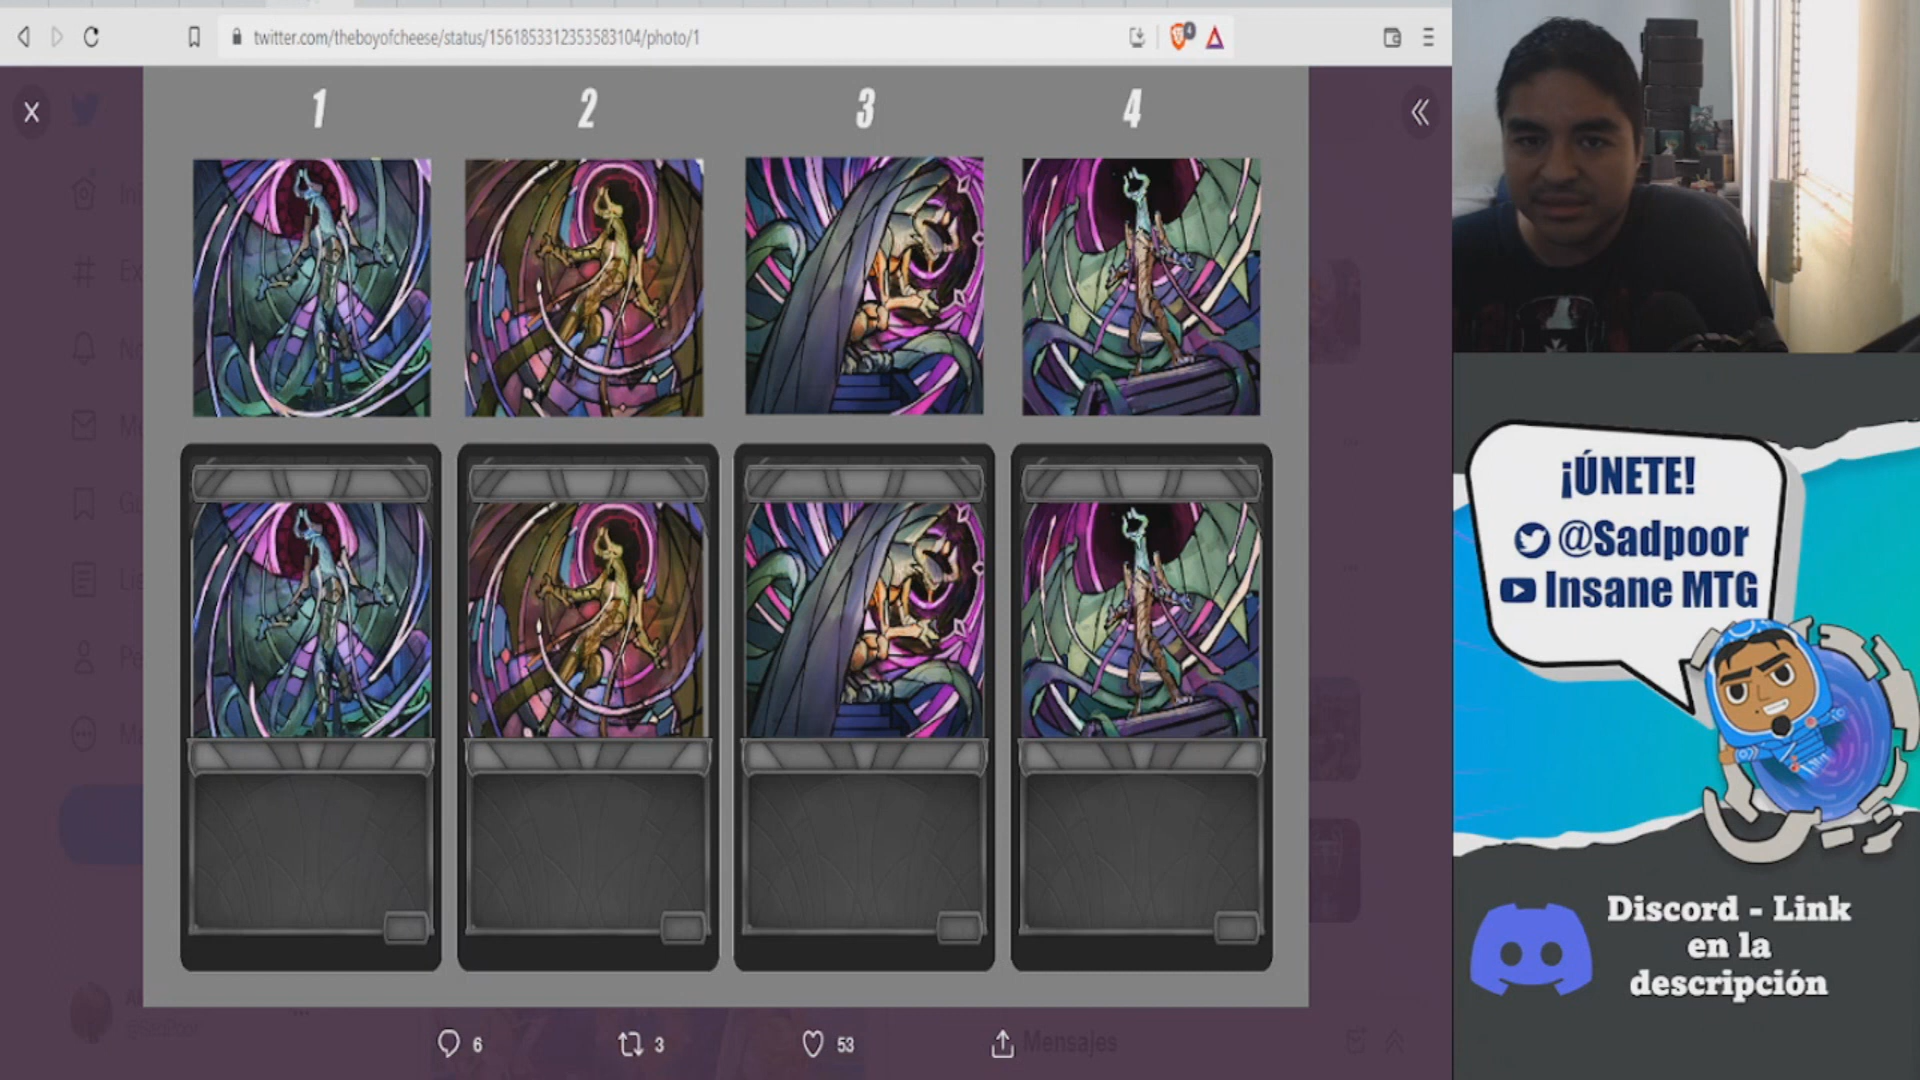 twitter.com/theboyofcheese/status/1561853312353583104/photo/1
4
1 2 3 4
¡ÚNETE!
@Sadpoor
Insane MTG
Discord - Link
en la
descripción
6 3 53
Mensajes